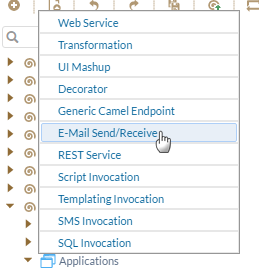 Web Service
Transformation
UI Mashup
Decorator
Generic Camel Endpoint
E-Mail Send/Receive
REST Service
Script Invocation
Templating Invocation
SMS Invocation
SQL Invocation
Applications